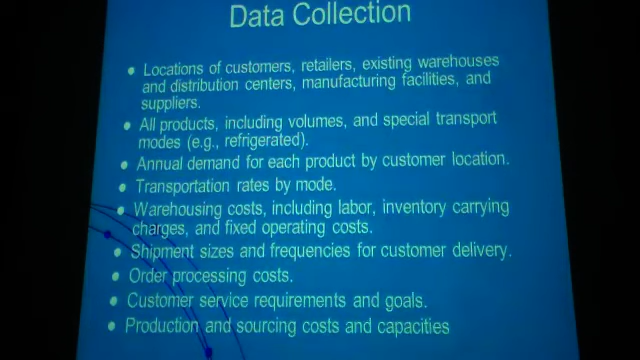 Data Collection
• Locations of customers, retailers, existing warehouses
and distribution centers, manufacturing facilities, and
suppliers.
• All products, including volumes, and special transport
modes (e.g., refrigerated).
• Annual demand for each product by customer location.
• Transportation rates by mode.
• Warehousing costs, including labor, inventory carrying
charges, and fixed operating costs.
• Shipment sizes and frequencies for customer delivery.
• Order processing costs.
• Customer service requirements and goals.
• Production and sourcing costs and capacities